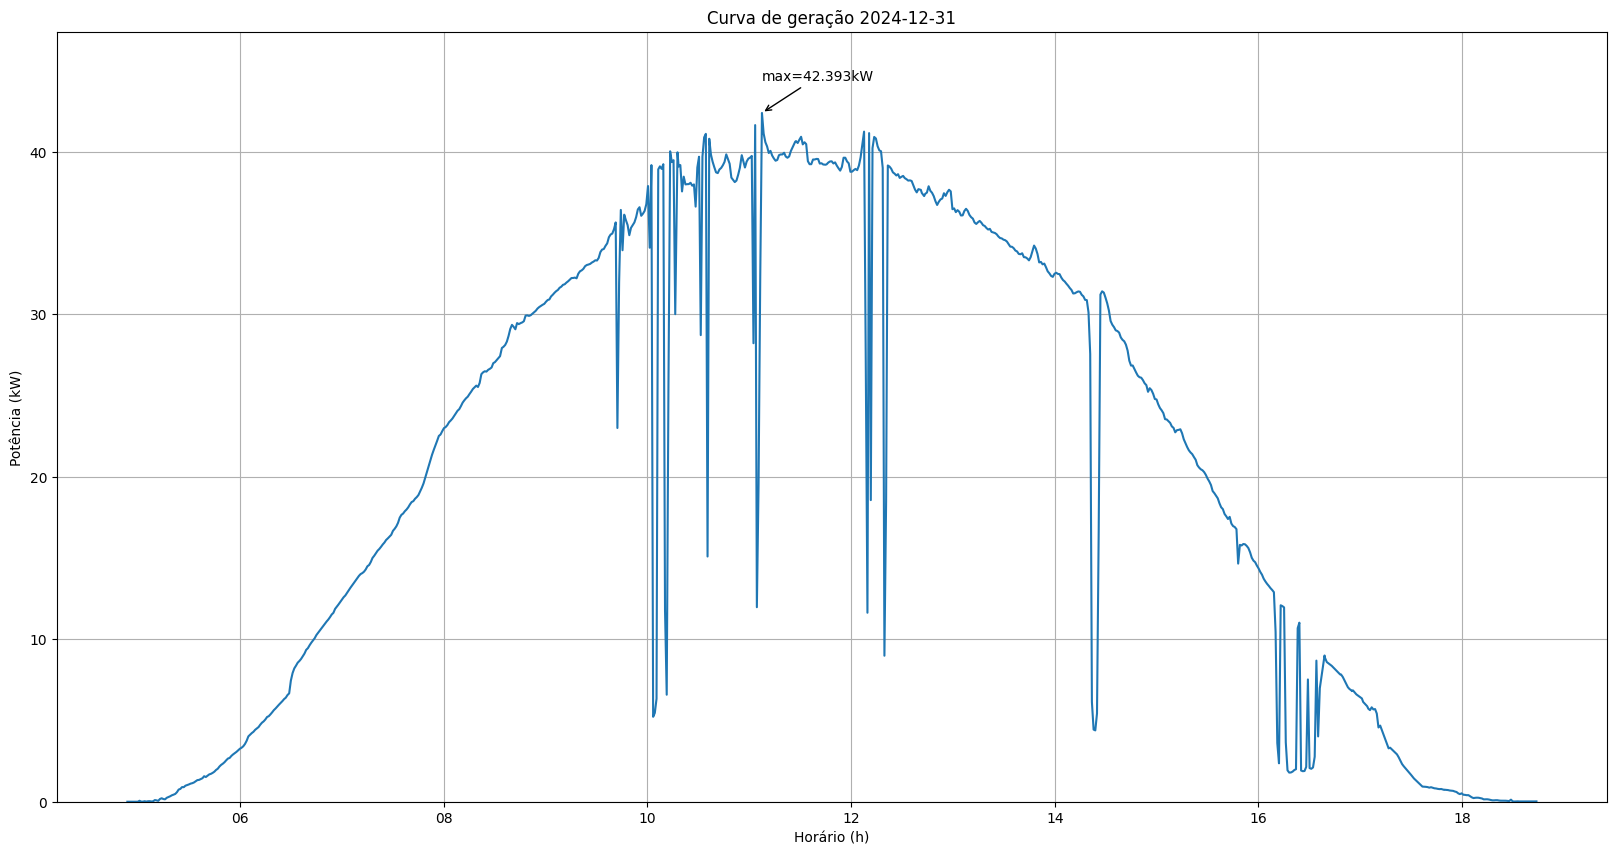 Curva de geração 2024-12-31
max=42.393kW
Potência (kW)
40
30
20
10
0
06 08 10 12 14 16 18
Horário (h)